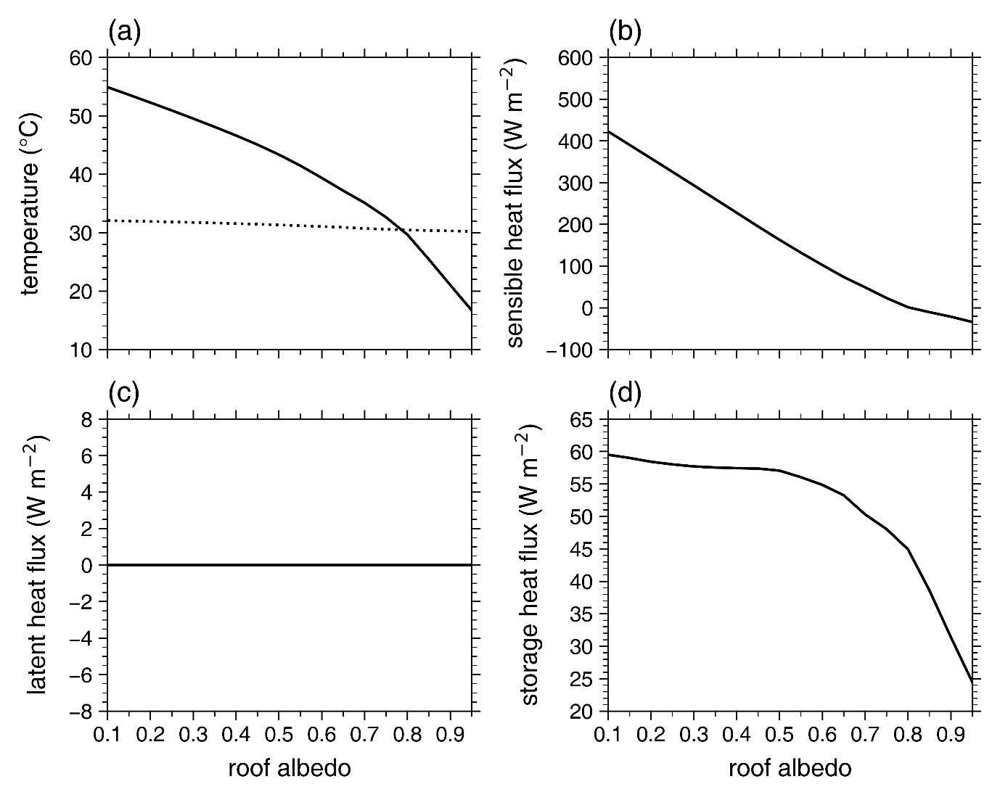 (a)
60
50
40
30
20
10
temperature (°C)
(b)
600
500
400
300
200
100
0
−100
sensible heat flux (W m−2)
(c)
8
6
4
2
0
−2
−4
−6
−8
latent heat flux (W m−2)
0.1 0.2 0.3 0.4 0.5 0.6 0.7 0.8 0.9
roof albedo
(d)
65
60
55
50
45
40
35
30
25
20
storage heat flux (W m−2)
0.1 0.2 0.3 0.4 0.5 0.6 0.7 0.8 0.9
roof albedo